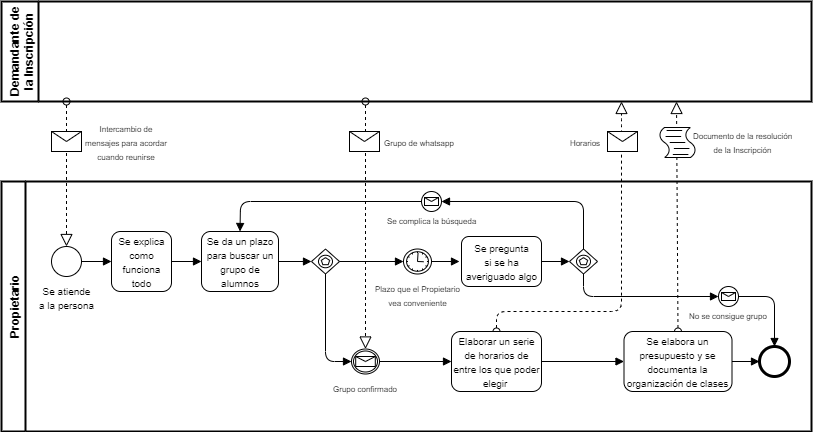 Demandante de
la Inscripción
Intercambio de
mensajes para acordar
cuando reunirse
Grupo de whatsapp
Horarios
Documento de la resolución
de la Inscripción
Propietario
Se atiende
a la persona
Se explica
como
funciona
todo
Se da un plazo
para buscar un
grupo de
alumnos
Se complica la búsqueda
Plazo que el Propietario
vea conveniente
Se pregunta
si se ha
averiguado algo
No se consigue grupo
Grupo confirmado
Elaborar un serie
de horarios de
entre los que poder
elegir
Se elabora un
presupuesto y se
documenta la
organización de clases